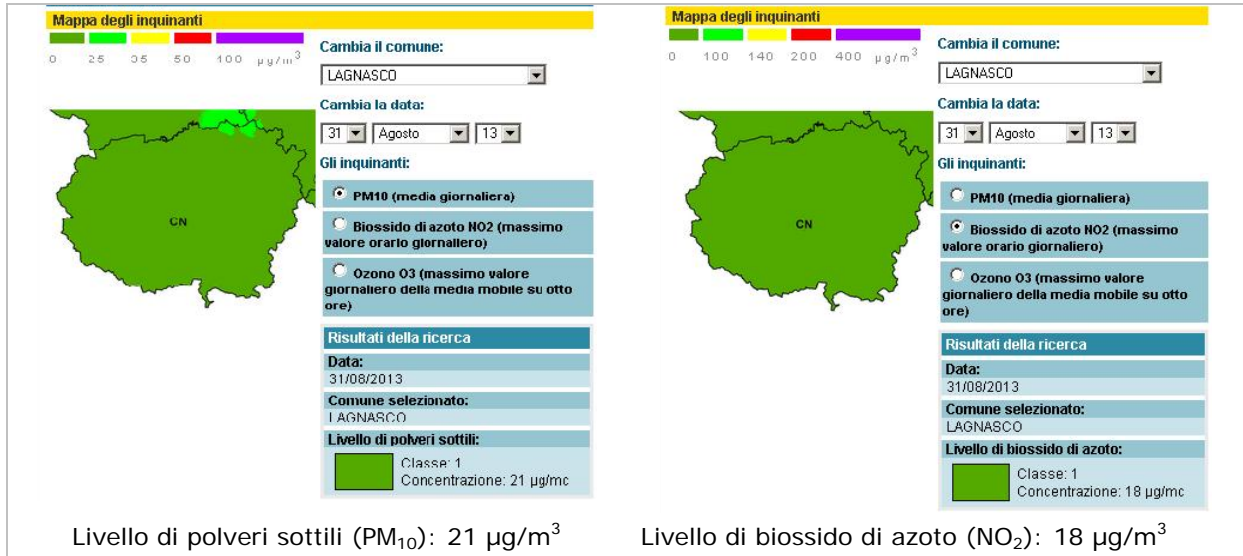 Mappa degli inquinanti
0 25 35 50 100 µg/m³
Cambia il comune:
LAGNASCO
Cambia la data:
31 Agosto 13
Gli inquinanti:
PM10 (media giornaliera)
Biossido di azoto NO2 (massimo
valore orario giornaliero)
Ozono O3 (massimo valore
giornaliero della media mobile su otto
ore)
CN
Risultati della ricerca
Data:
31/08/2013
Comune selezionato:
LAGNASCO
Livello di polveri sottili:
Classe: 1
Concentrazione: 21 µg/mc
Livello di polveri sottili (PM₁₀): 21 µg/m³
Mappa degli inquinanti
0 100 140 200 400 µg/m³
Cambia il comune:
LAGNASCO
Cambia la data:
31 Agosto 13
Gli inquinanti:
PM10 (media giornaliera)
Biossido di azoto NO2 (massimo
valore orario giornaliero)
Ozono O3 (massimo valore
giornaliero della media mobile su otto
ore)
CN
Risultati della ricerca
Data:
31/08/2013
Comune selezionato:
LAGNASCO
Livello di biossido di azoto:
Classe: 1
Concentrazione: 18 µg/mc
Livello di biossido di azoto (NO₂): 18 µg/m³